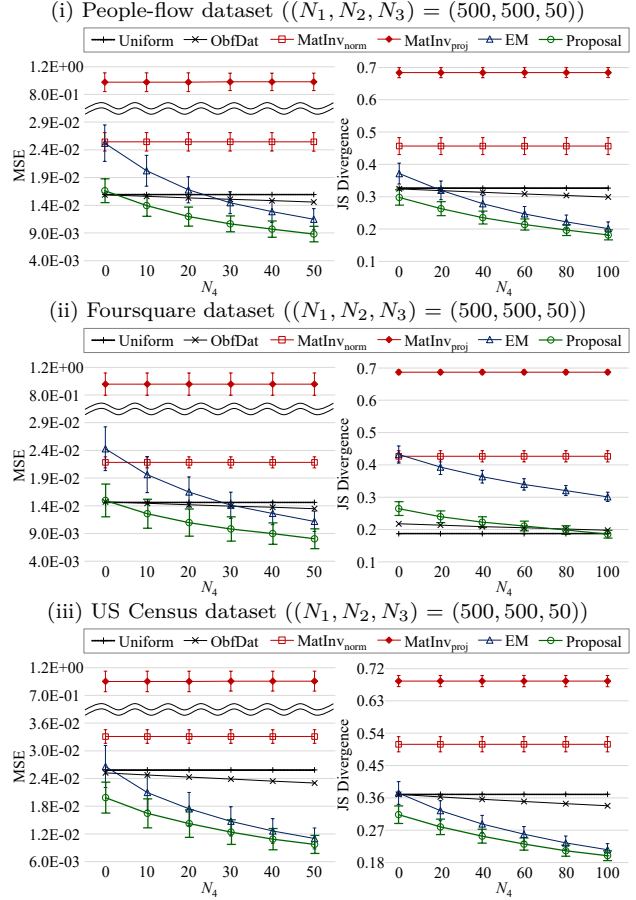 (i) People-flow dataset ((N₁, N₂, N₃) = (500, 500, 50))
Uniform ObfDat MatInv_norm MatInv_proj EM Proposal
MSE
1.2E+00
8.0E-01
2.9E-02
2.4E-02
1.9E-02
1.4E-02
9.0E-03
4.0E-03
0 10 20 30 40 50
N₄
JS Divergence
0.7
0.6
0.5
0.4
0.3
0.2
0.1
0 20 40 60 80 100
N₄
(ii) Foursquare dataset ((N₁, N₂, N₃) = (500, 500, 50))
Uniform ObfDat MatInv_norm MatInv_proj EM Proposal
MSE
1.2E+00
8.0E-01
2.9E-02
2.4E-02
1.9E-02
1.4E-02
9.0E-03
4.0E-03
0 10 20 30 40 50
N₄
JS Divergence
0.7
0.6
0.5
0.4
0.3
0.2
0.1
0 20 40 60 80 100
N₄
(iii) US Census dataset ((N₁, N₂, N₃) = (500, 500, 50))
Uniform ObfDat MatInv_norm MatInv_proj EM Proposal
MSE
1.2E+00
7.0E-01
3.6E-02
3.0E-02
2.4E-02
1.8E-02
1.2E-02
6.0E-03
0 10 20 30 40 50
N₄
JS Divergence
0.72
0.63
0.54
0.45
0.36
0.27
0.18
0 20 40 60 80 100
N₄